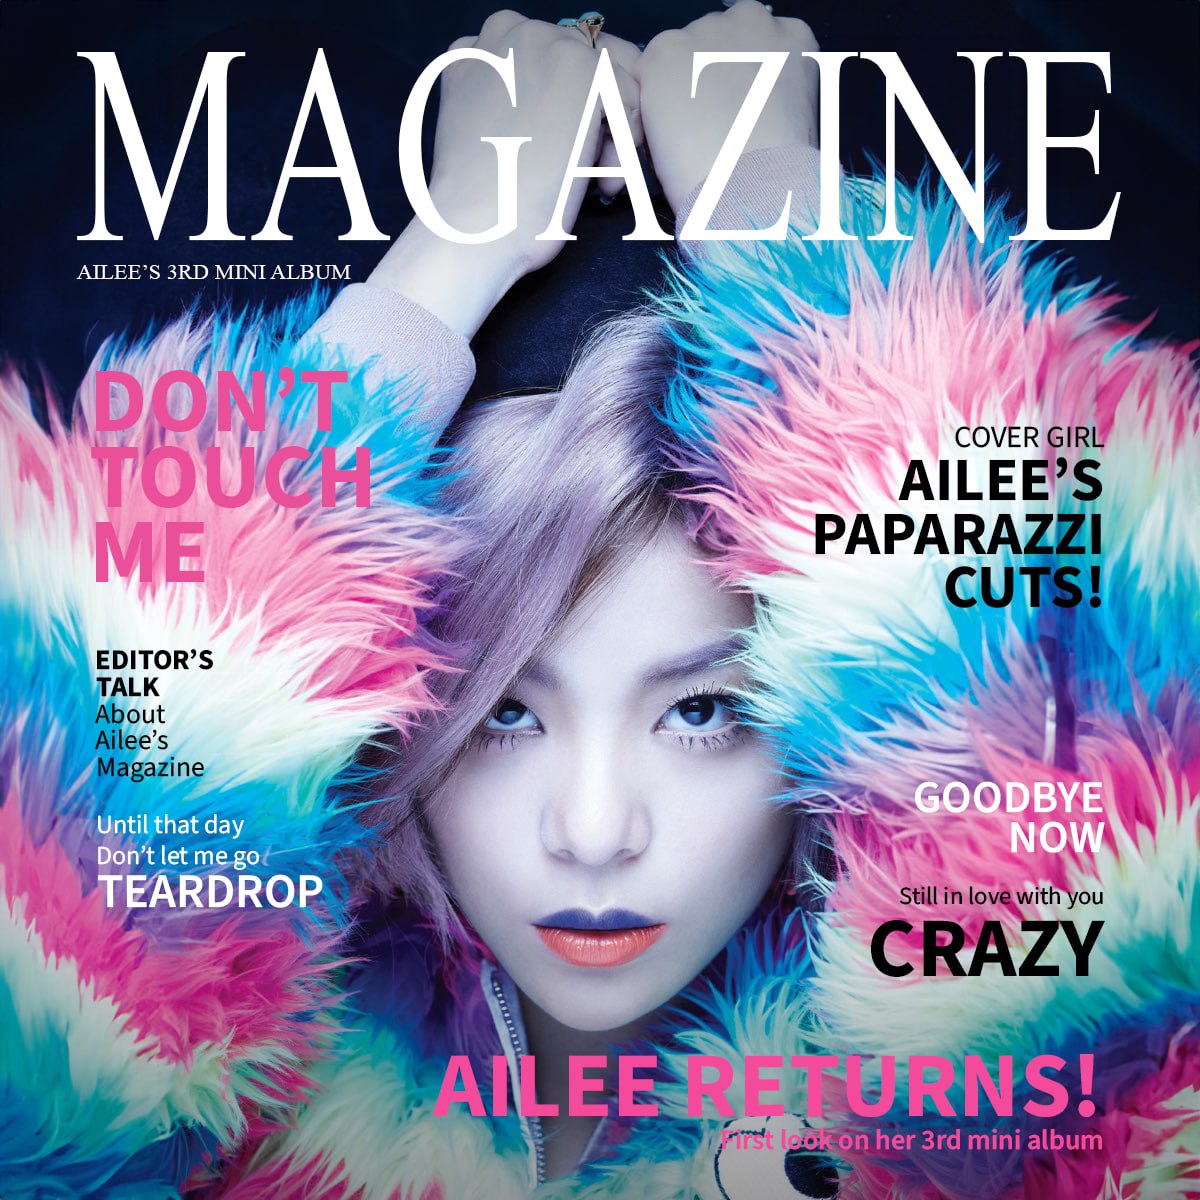 MAGAZINE
AILEE'S 3RD MINI ALBUM
DON'T
TOUCH
ME
EDITOR'S
TALK
About
Ailee's
Magazine
Until that day
Don't let me go
TEARDROP
COVER GIRL
AILEE'S
PAPARAZZI
CUTS!
GOODBYE
NOW
Still in love with you
CRAZY
AILEE RETURNS!
First look on her 3rd mini album